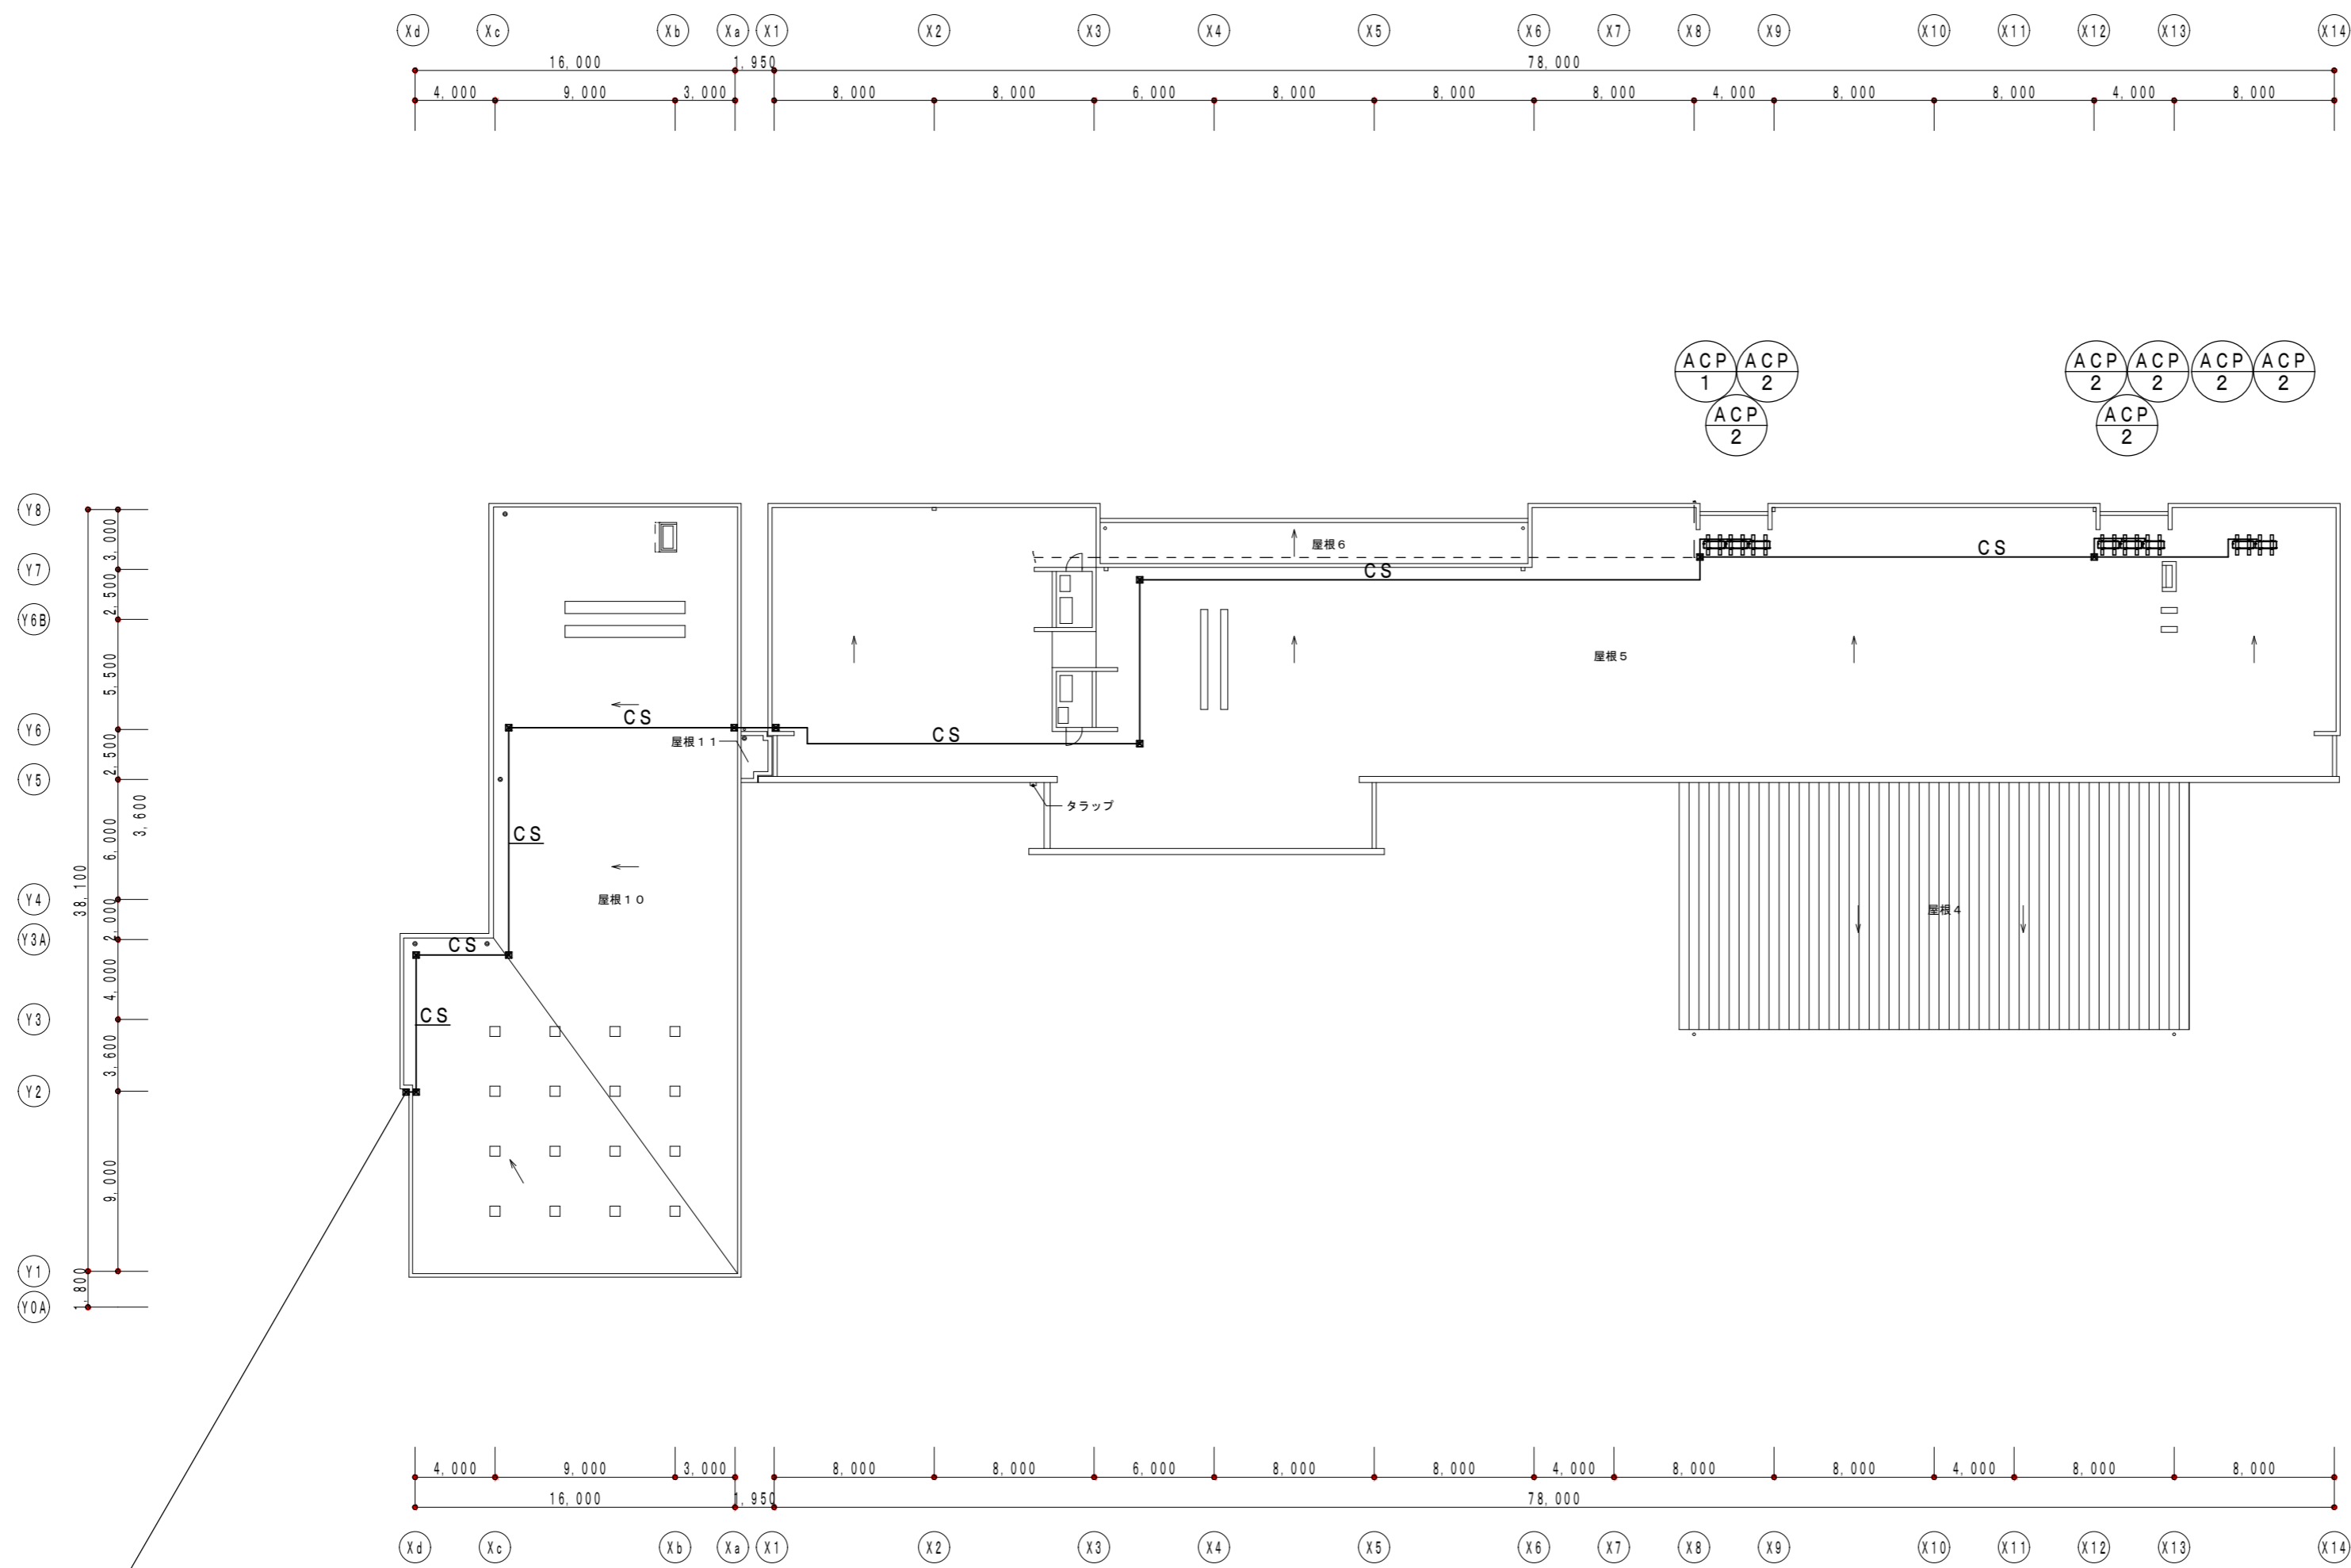 Xd Xc Xb Xa X1 X2 X3 X4 X5 X6 X7 X8 X9 X10 X11 X12 X13 X14
16,000 1,950 78,000
4,000 9,000 3,000 8,000 8,000 6,000 8,000 8,000 8,000 4,000 8,000 8,000 4,000 8,000
ACP 1 ACP 2 ACP 2 ACP 2 ACP 2 ACP 2
ACP 2 ACP 2
Y8
3,000
屋根6
CS
Y7
CS
2,500
Y6B
5,500
屋根5
CS
Y6
CS
屋根11
2,500
Y5
タラップ
3,600
CS
6,000
38,100
Y4
屋根10
屋根4
2,000
Y3A
CS
4,000
CS
Y3
3,600
Y2
9,000
Y1
1,800
Y0A
4,000 9,000 3,000 8,000 8,000 6,000 8,000 8,000 4,000 8,000 8,000 4,000 8,000 8,000
16,000 1,950 78,000
Xd Xc Xb Xa X1 X2 X3 X4 X5 X6 X7 X8 X9 X10 X11 X12 X13 X14